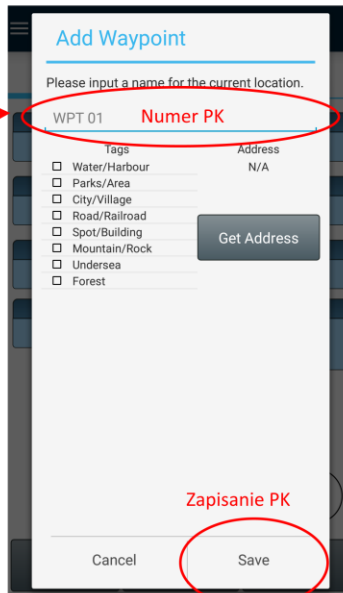 Add Waypoint
Please input a name for the current location.
WPT 01 Numer PK
Tags Address
Water/Harbour N/A
Parks/Area
City/Village
Road/Railroad
Spot/Building Get Address
Mountain/Rock
Undersea
Forest
Zapisanie PK
Cancel Save